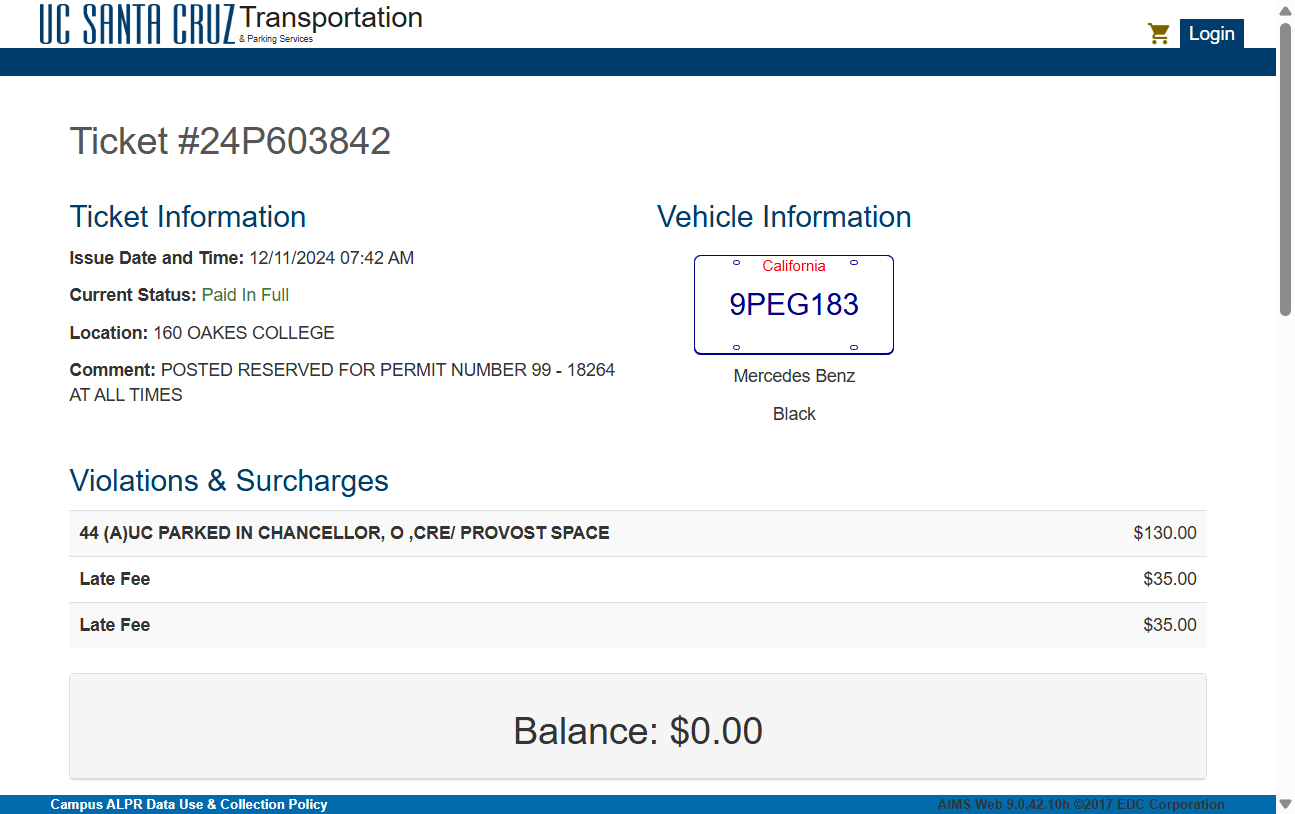 UC SANTA CRUZ Transportation
& Parking Services
Login
Ticket #24P603842
Ticket Information
Issue Date and Time: 12/11/2024 07:42 AM
Current Status: Paid In Full
Location: 160 OAKES COLLEGE
Comment: POSTED RESERVED FOR PERMIT NUMBER 99 - 18264
AT ALL TIMES
Vehicle Information
California
9PEG183
Mercedes Benz
Black
Violations & Surcharges
44 (A)UC PARKED IN CHANCELLOR, O ,CRE/ PROVOST SPACE $130.00
Late Fee $35.00
Late Fee $35.00
Balance: $0.00
Campus ALPR Data Use & Collection Policy
AIMS Web 9.0.42.10h ©2017 EDC Corporation